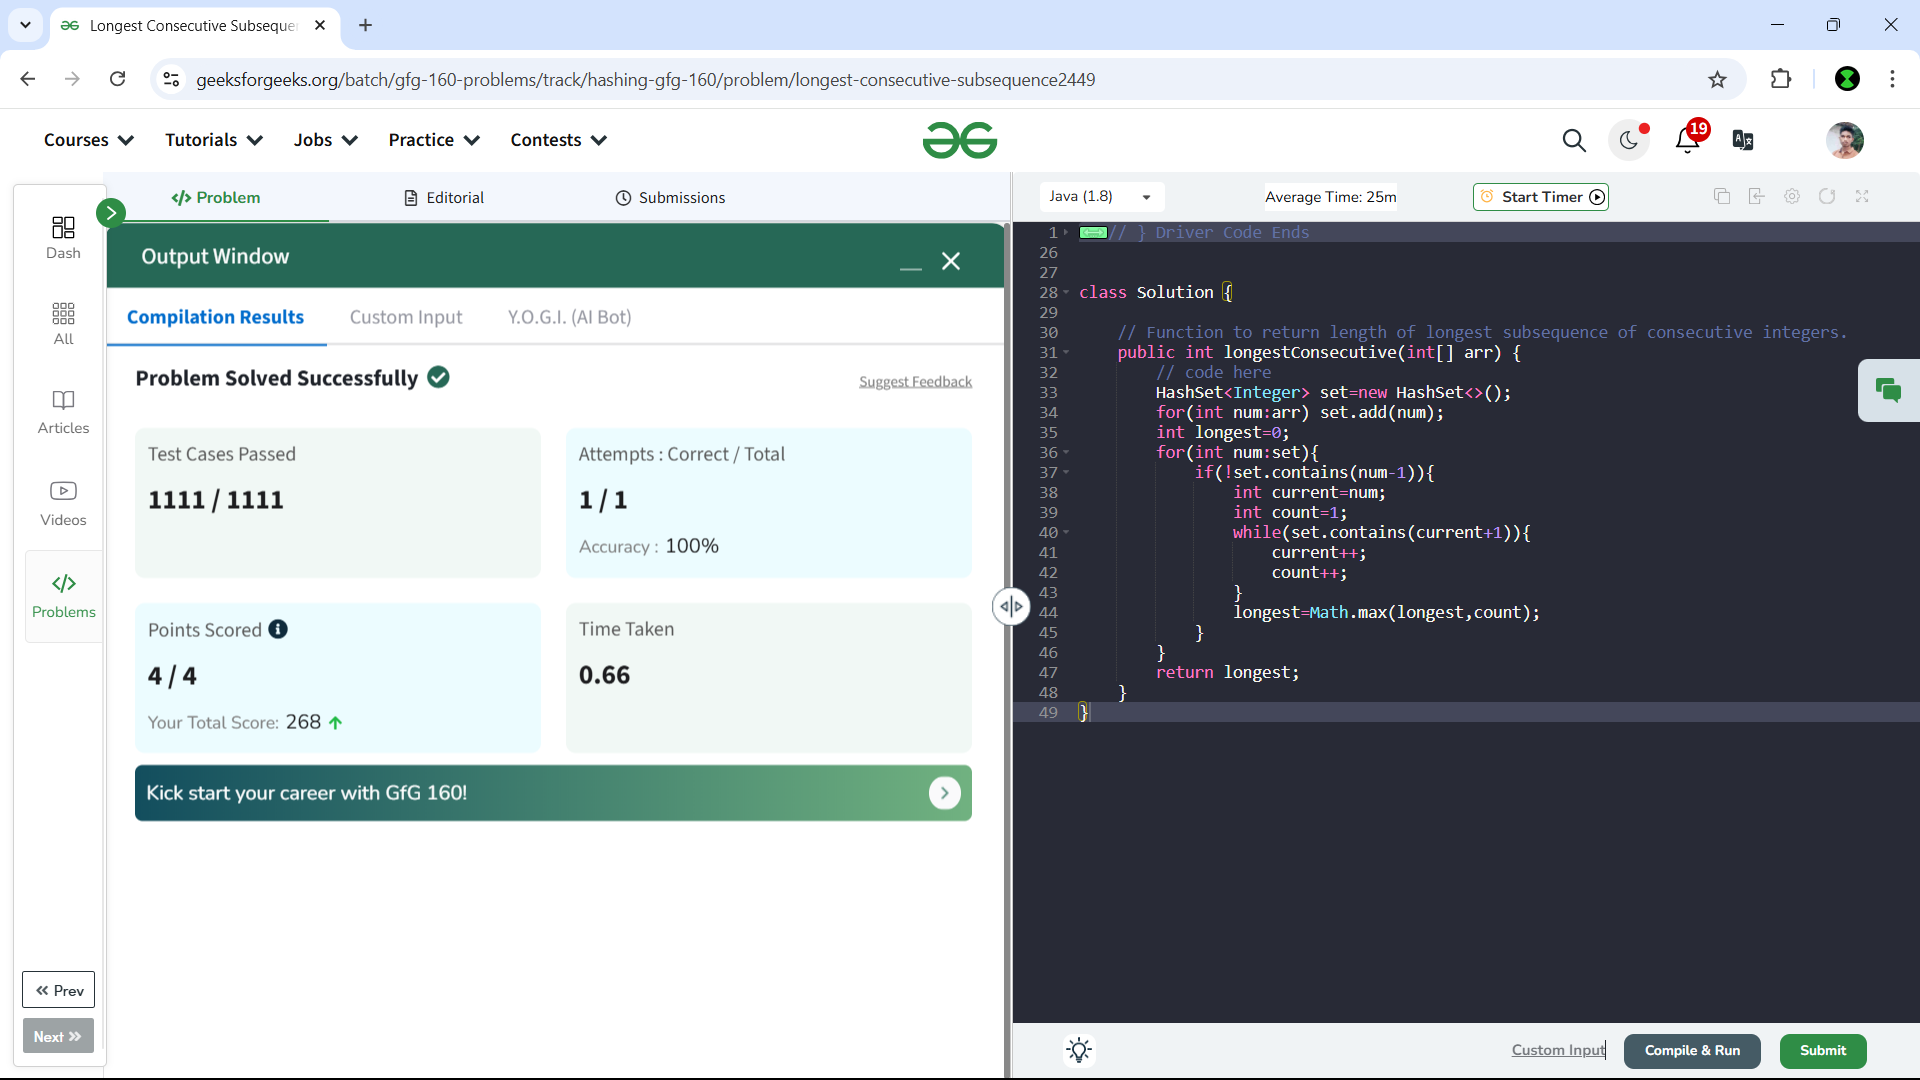 Longest Consecutive Subseque
geeksforgeeks.org/batch/gfg-160-problems/track/hashing-gfg-160/problem/longest-consecutive-subsequence2449
Courses Tutorials Jobs Practice Contests
19
Dash
All
Articles
Videos
Problems
Prev
Next
Problem Editorial Submissions
Output Window
Compilation Results Custom Input Y.O.G.I. (AI Bot)
Problem Solved Successfully
Suggest Feedback
Test Cases Passed
1111 / 1111
Attempts : Correct / Total
1 / 1
Accuracy : 100%
Points Scored
4 / 4
Your Total Score: 268
Time Taken
0.66
Kick start your career with GfG 160!
Java (1.8) Average Time: 25m Start Timer
1 // } Driver Code Ends
26
27
28 class Solution {
29
30 // Function to return length of longest subsequence of consecutive integers.
31 public int longestConsecutive(int[] arr) {
32 // code here
33 HashSet<Integer> set=new HashSet<>();
34 for(int num:arr) set.add(num);
35 int longest=0;
36 for(int num:set){
37 if(!set.contains(num-1)){
38 int current=num;
39 int count=1;
40 while(set.contains(current+1)){
41 current++;
42 count++;
43 }
44 longest=Math.max(longest,count);
45 }
46 }
47 return longest;
48 }
49 }
Custom Input Compile & Run Submit